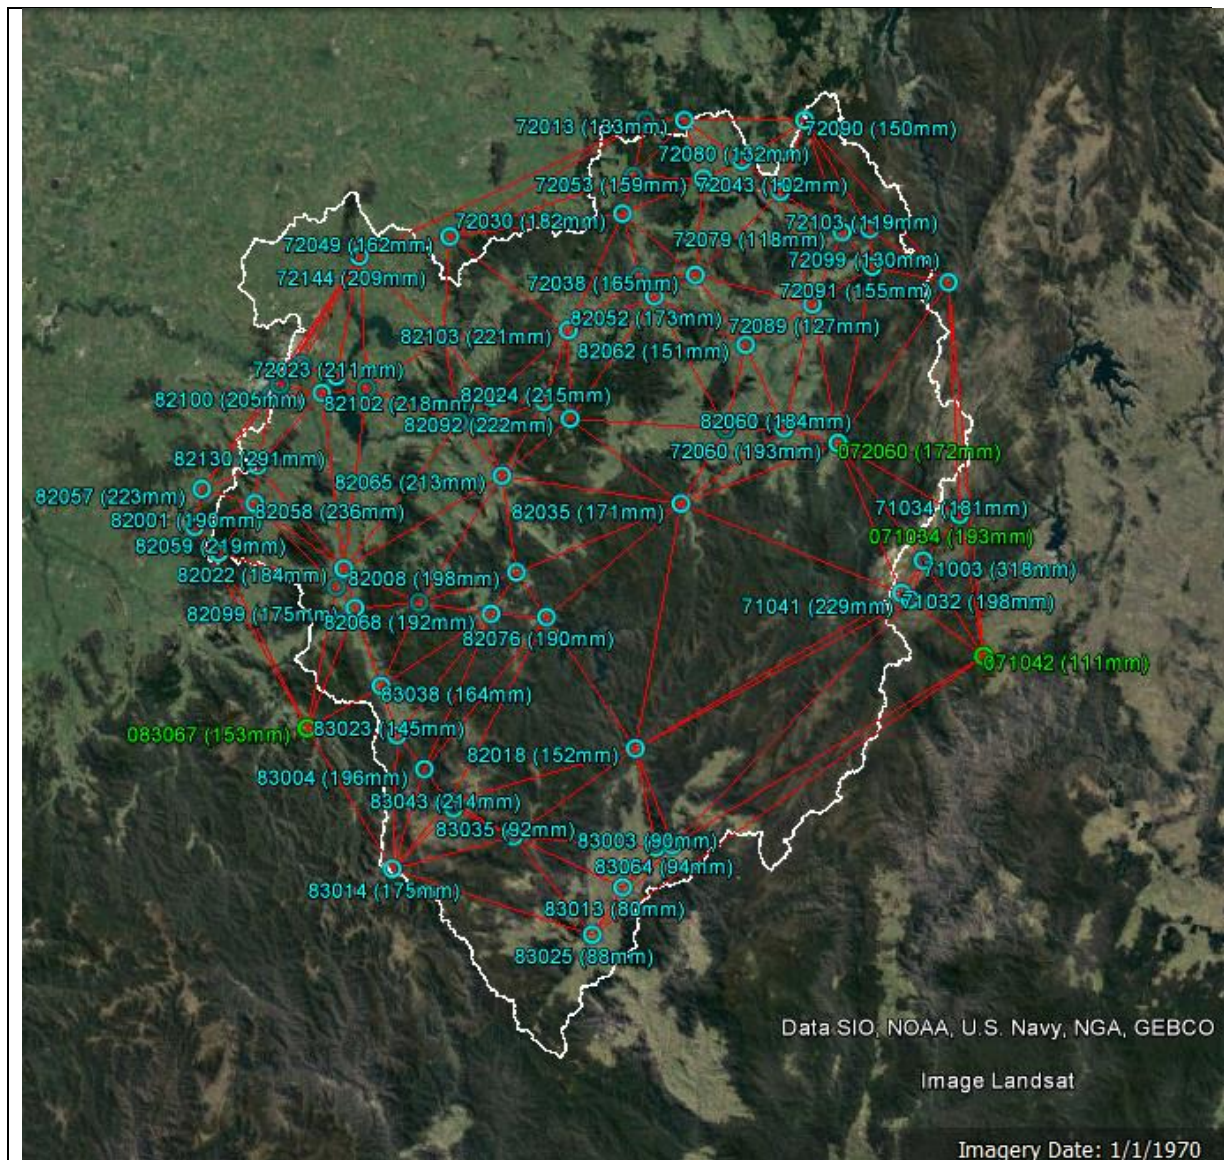 72013 (133mm)
72090 (150mm)
72080 (132mm)
72053 (159mm)
72043 (102mm)
72030 (182mm)
72103 (119mm)
72049 (162mm)
72079 (118mm)
72099 (130mm)
72144 (209mm)
72038 (165mm)
72091 (155mm)
82052 (173mm)
72089 (127mm)
82103 (221mm)
82062 (151mm)
72023 (211mm)
82100 (205mm)
82102 (218mm)
82024 (215mm)
82092 (222mm)
82060 (184mm)
72060 (193mm)
072060 (172mm)
82130 (291mm)
82065 (213mm)
82057 (223mm)
82058 (236mm)
82035 (171mm)
71034 (181mm)
82001 (196mm)
071034 (193mm)
82059 (219mm)
82022 (184mm)
82008 (198mm)
71003 (318mm)
82099 (175mm)
82068 (192mm)
71041 (229mm)
71032 (198mm)
82076 (190mm)
071042 (111mm)
83038 (164mm)
083067 (153mm)
83023 (145mm)
82018 (152mm)
83004 (196mm)
83043 (214mm)
83035 (92mm)
83003 (90mm)
83064 (94mm)
83014 (175mm)
83013 (80mm)
83025 (88mm)
Data SIO, NOAA, U.S. Navy, NGA, GEBCO
Image Landsat
Imagery Date: 1/1/1970